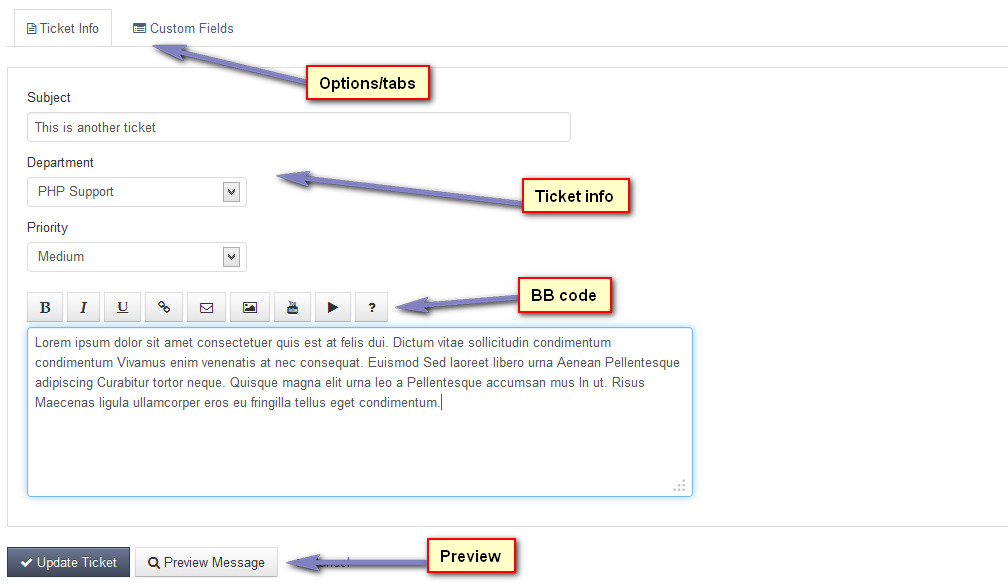 Ticket Info Custom Fields
Options/tabs
Subject
This is another ticket
Department
PHP Support
Ticket info
Priority
Medium
BB code
B I U ?
Lorem ipsum dolor sit amet consectetuer quis est at felis dui. Dictum vitae sollicitudin condimentum
condimentum Vivamus enim venenatis at nec consequat. Euismod Sed laoreet libero urna Aenean Pellentesque
adipiscing Curabitur tortor neque. Quisque magna elit urna leo a Pellentesque accumsan mus In ut. Risus
Maecenas ligula ullamcorper eros eu fringilla tellus eget condimentum.
Update Ticket Preview Message
Preview